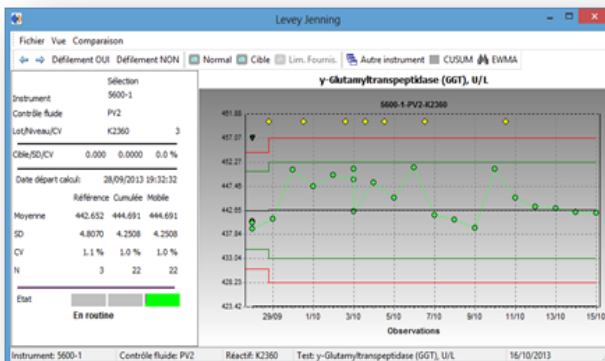 Levey Jenning
Fichier Vue Comparaison
Défilement OUI Défilement NON Normal Cible Lim. Fournis. Autre instrument CUSUM EWMA
Sélection
Instrument 5600-1
Contrôle fluide PV2
Lot/Niveau/CV K2360 3
Cible/SD/CV 0.000 0.0000 0.0 %
Date départ calcul: 28/09/2013 19:32:32
Référence Cumulée Mobile
Moyenne 442.652 444.691 444.691
SD 4.8070 4.2508 4.2508
CV 1.1 % 1.0 % 1.0 %
N 3 22 22
Etat
En routine
γ-Glutamyltranspeptidase (GGT), U/L
5600-1-PV2-K2360
461.88
457.07
452.27
447.46
442.65
437.84
433.04
428.23
423.42
29/09 1/10 3/10 5/10 7/10 9/10 11/10 13/10 15/10
Observations
Instrument: 5600-1 Contrôle fluide: PV2 Réactif: K2360 Test: γ-Glutamyltranspeptidase (GGT), U/L 16/10/2013